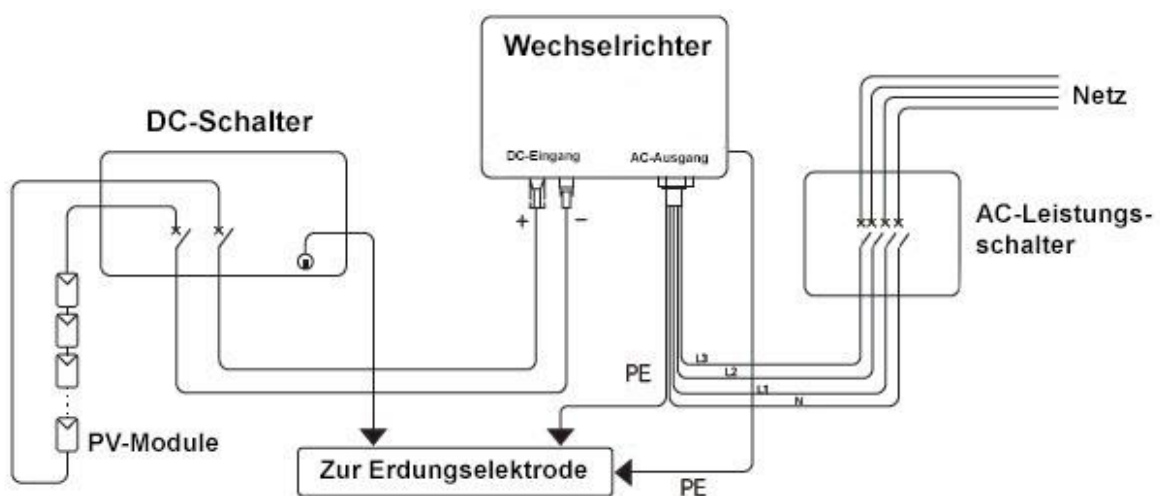 Wechselrichter
Netz
DC-Schalter
DC-Eingang
AC-Ausgang
+
−
AC-Leistungs-
schalter
L3
L2
L1
N
PE
PV-Module
Zur Erdungselektrode
PE